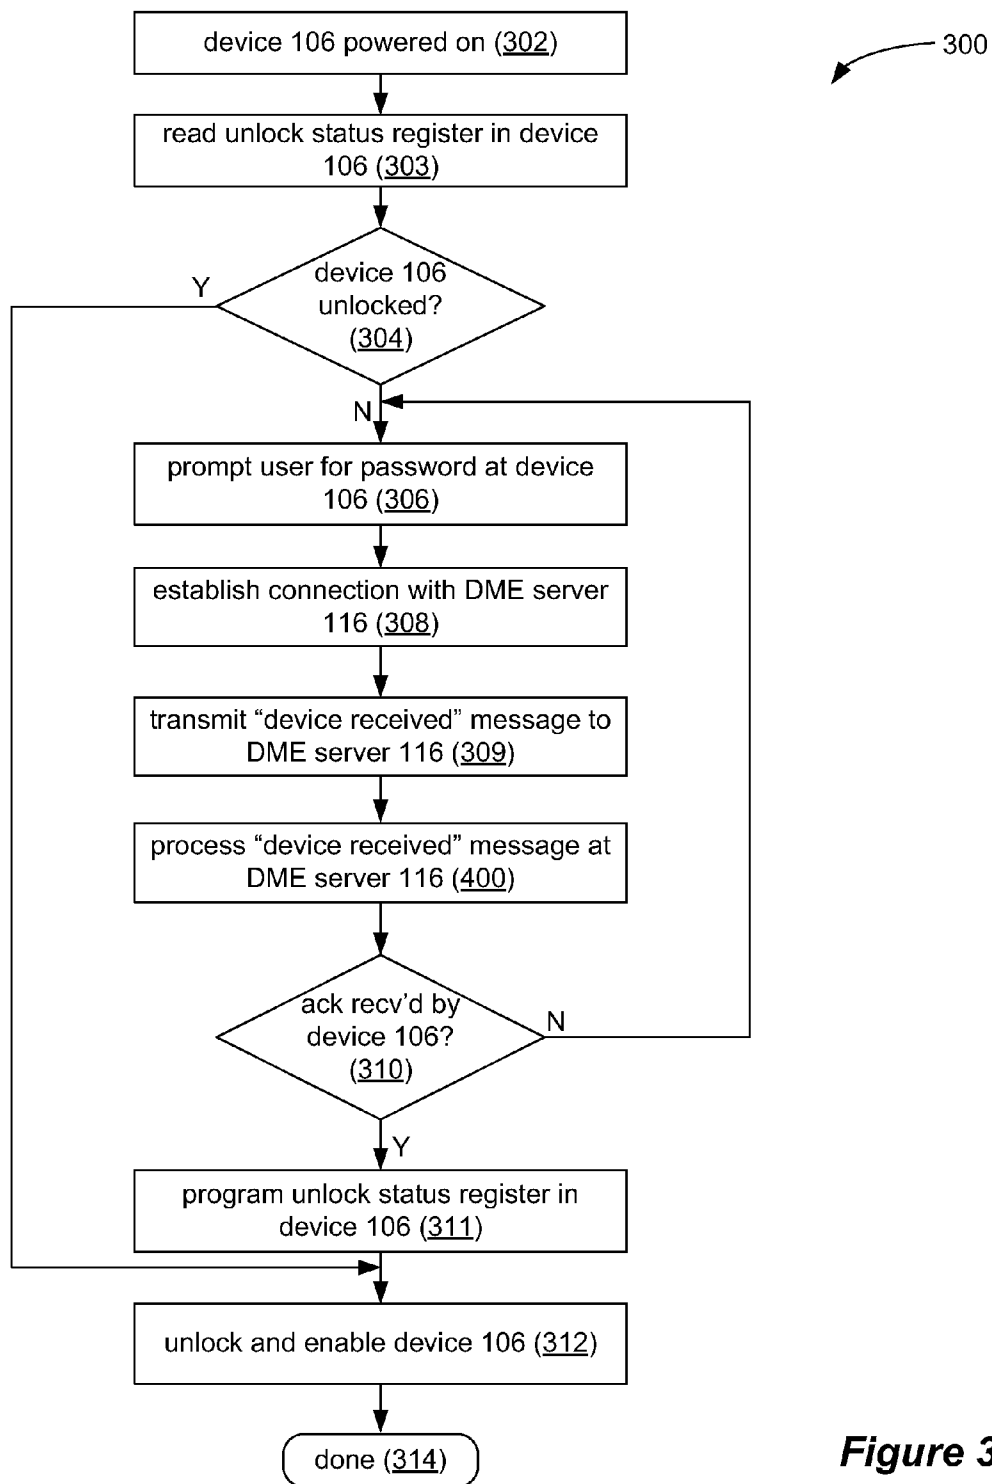 device 106 powered on (302)
300
read unlock status register in device
106 (303)
device 106
unlocked?
(304)
Y
N
prompt user for password at device
106 (306)
establish connection with DME server
116 (308)
transmit “device received” message to
DME server 116 (309)
process “device received” message at
DME server 116 (400)
ack recv’d by
device 106?
(310)
N
Y
program unlock status register in
device 106 (311)
unlock and enable device 106 (312)
done (314)
Figure 3